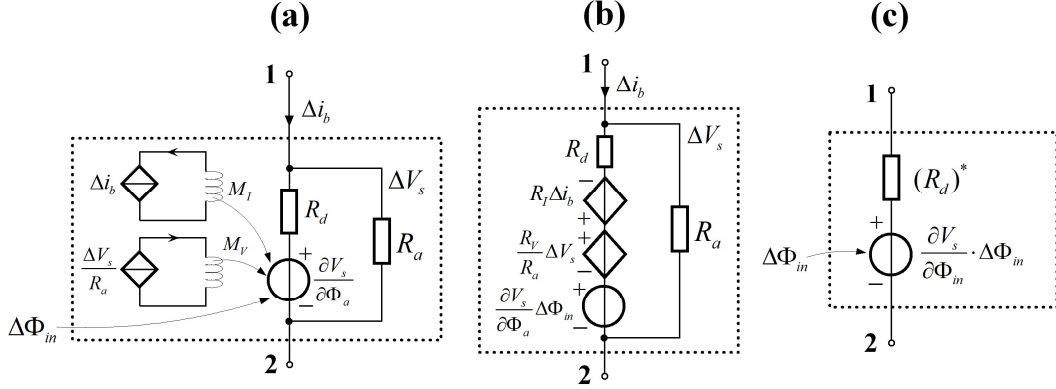 (a)
1
Δi_b
Δi_b
M_I
ΔV_s
R_d
M_V
ΔV_s / R_a
R_a
+
∂V_s / ∂Φ_a
−
ΔΦ_in
2
(b)
1
Δi_b
R_d
ΔV_s
−
R_I Δi_b
+
+
R_V / R_a ΔV_s
−
R_a
+
∂V_s / ∂Φ_a ΔΦ_in
−
2
(c)
1
(R_d)*
+
ΔΦ_in
∂V_s / ∂Φ_in · ΔΦ_in
−
2